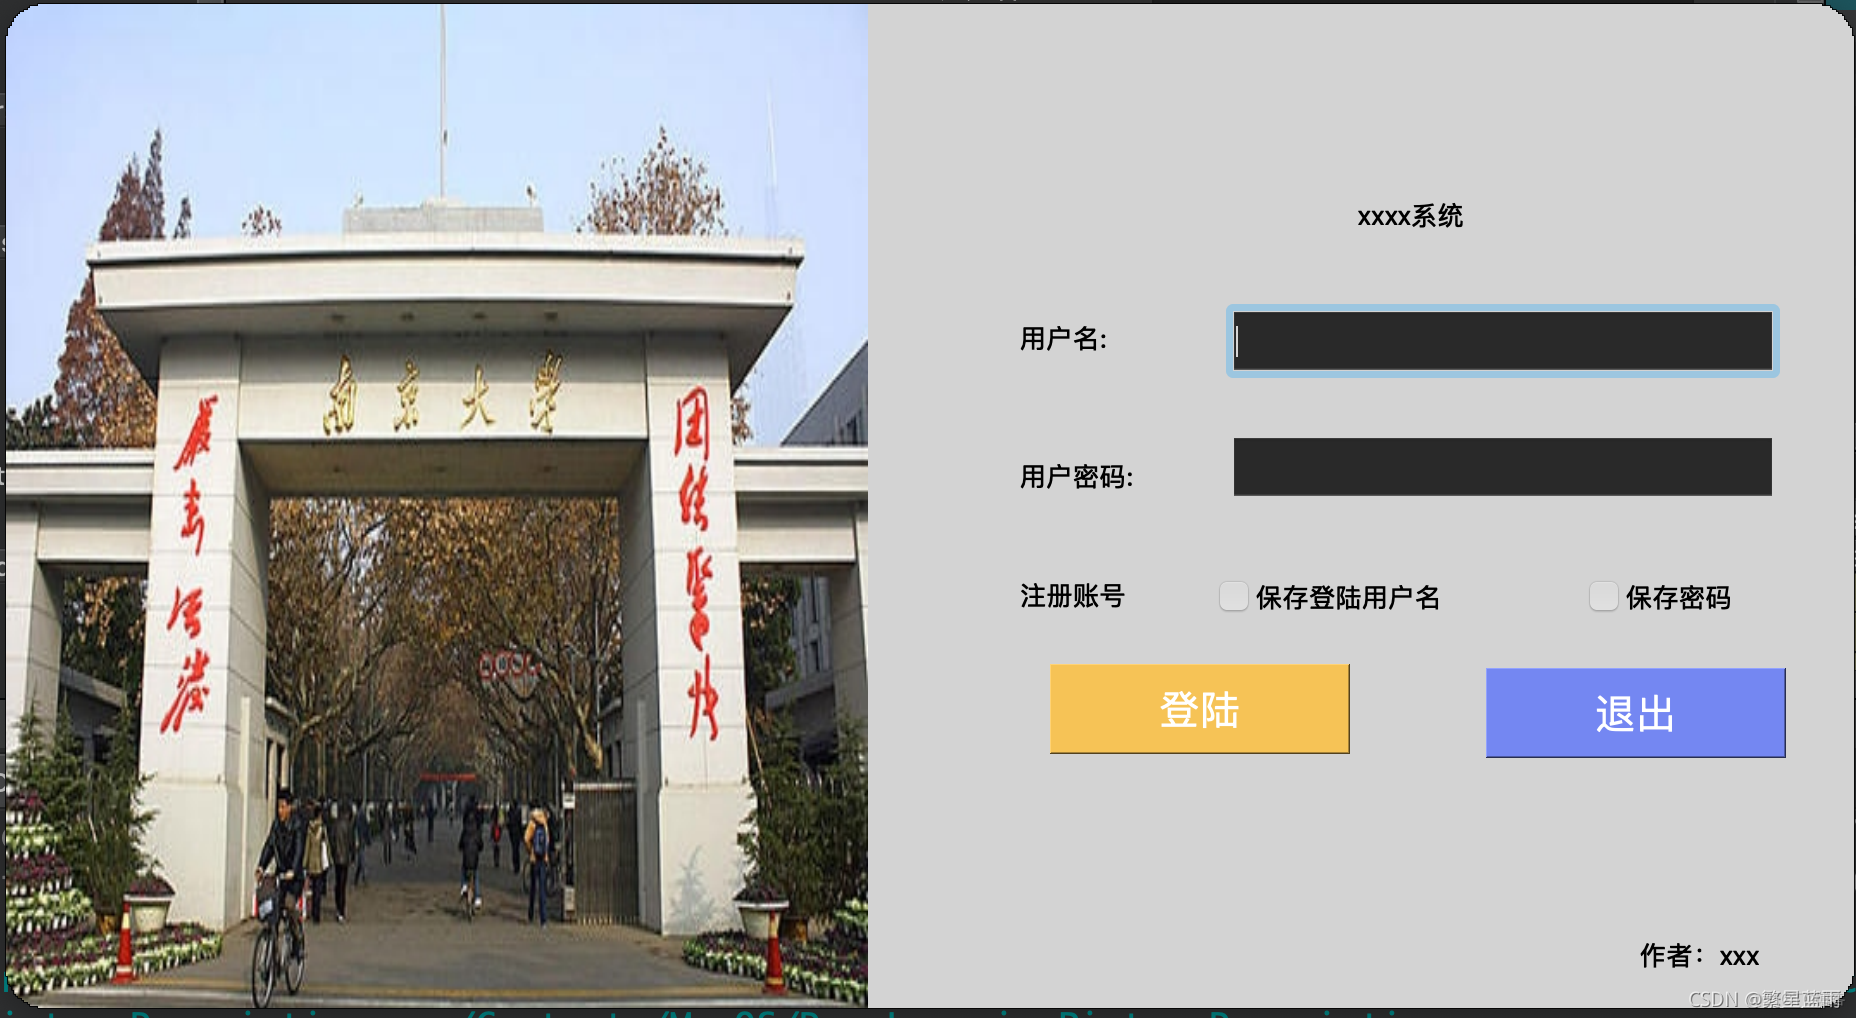 南京大学
严肃活泼
团结紧张
xxxx系统
用户名:
用户密码:
注册账号
保存登陆用户名
保存密码
登陆
退出
作者：xxx
CSDN @繁星蓝雨